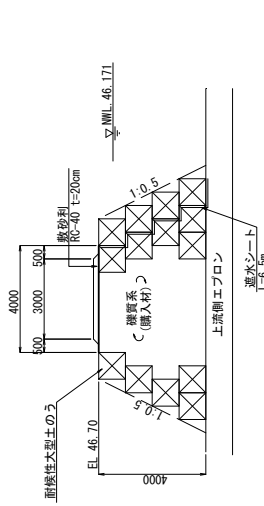 4000
500
3000
500
敷砂利
RC-40 t=20cm
NWL.46.171
耐候性大型土のう
EL 46.70
4000
1:0.5
1:0.5
礫質系
(購入材)
上流側エプロン
遮水シート
L=6.5m